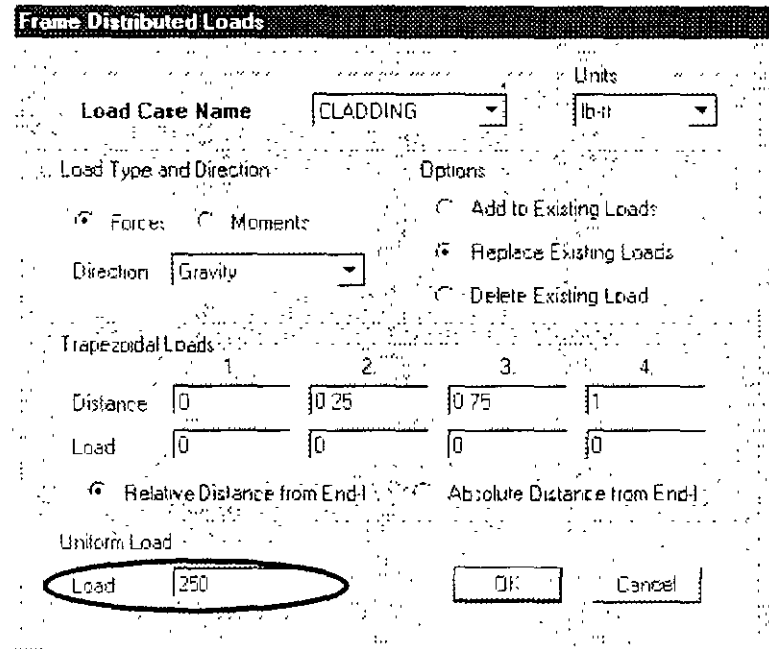 Frame Distributed Loads
Units
Load Case Name CLADDING lb-ft
Load Type and Direction Options
Forces Moments Add to Existing Loads
Direction Gravity Replace Existing Loads
Delete Existing Load
Trapezoidal Loads
1. 2. 3. 4.
Distance 0 0.25 0.75 1
Load 0 0 0 0
Relative Distance from End-I Absolute Distance from End-I
Uniform Load
Load 250 OK Cancel